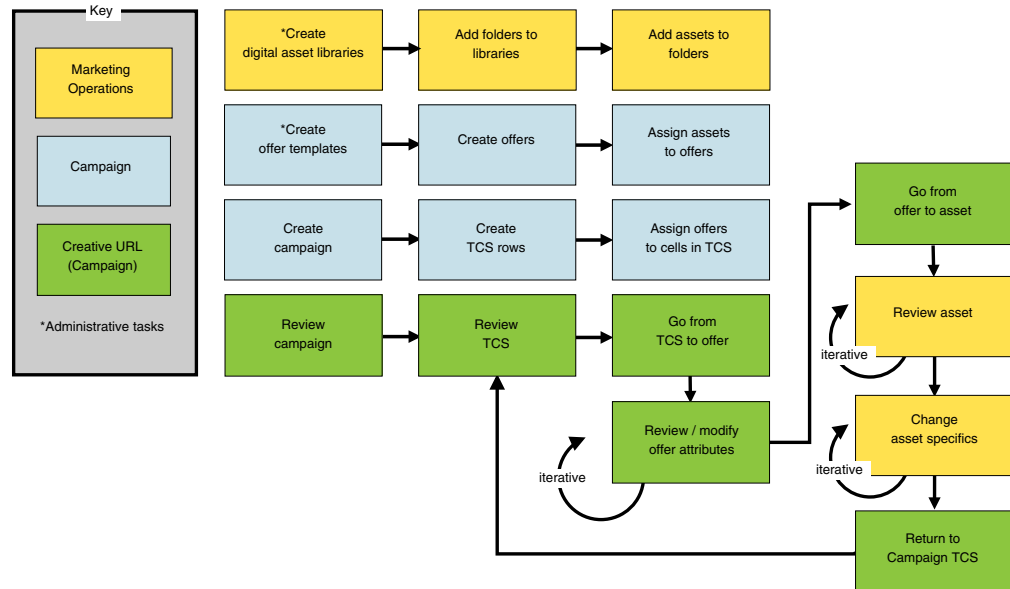 Key
Marketing
Operations
Campaign
Creative URL
(Campaign)
*Administrative tasks
*Create
digital asset libraries
Add folders to
libraries
Add assets to
folders
*Create
offer templates
Create offers
Assign assets
to offers
Create
campaign
Create
TCS rows
Assign offers
to cells in TCS
Review
campaign
Review
TCS
Go from
TCS to offer
Review / modify
offer attributes
iterative
Go from
offer to asset
Review asset
iterative
Change
asset specifics
iterative
Return to
Campaign TCS